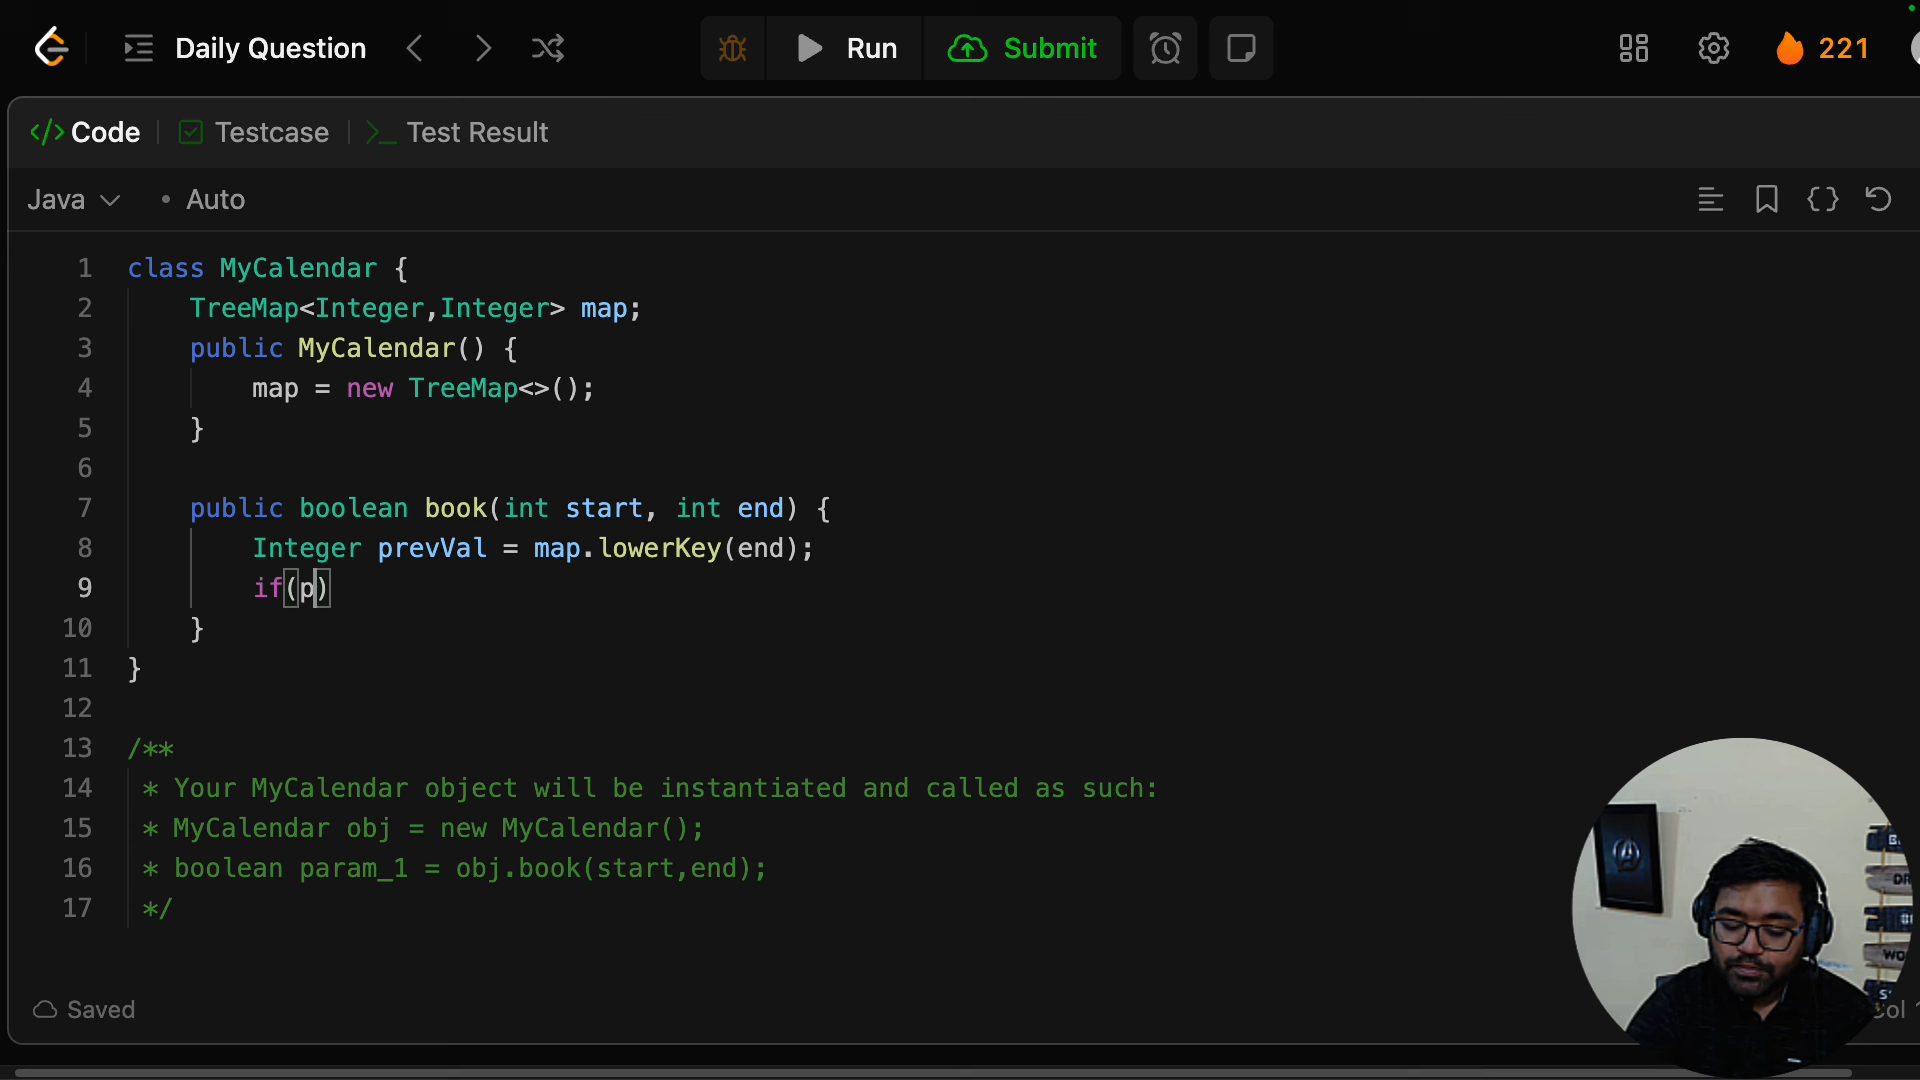 Daily Question
Run
Submit
221
Code
Testcase
Test Result
Java
Auto
1 class MyCalendar {
2 TreeMap<Integer,Integer> map;
3 public MyCalendar() {
4 map = new TreeMap<>();
5 }
6
7 public boolean book(int start, int end) {
8 Integer prevVal = map.lowerKey(end);
9 if(p)
10 }
11 }
12
13 /**
14 * Your MyCalendar object will be instantiated and called as such:
15 * MyCalendar obj = new MyCalendar();
16 * boolean param_1 = obj.book(start,end);
17 */
Saved